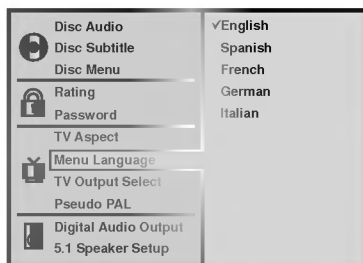 Disc Audio
Disc Subtitle
Disc Menu
Rating
Password
TV Aspect
Menu Language
TV Output Select
Pseudo PAL
Digital Audio Output
5.1 Speaker Setup
✓English
Spanish
French
German
Italian